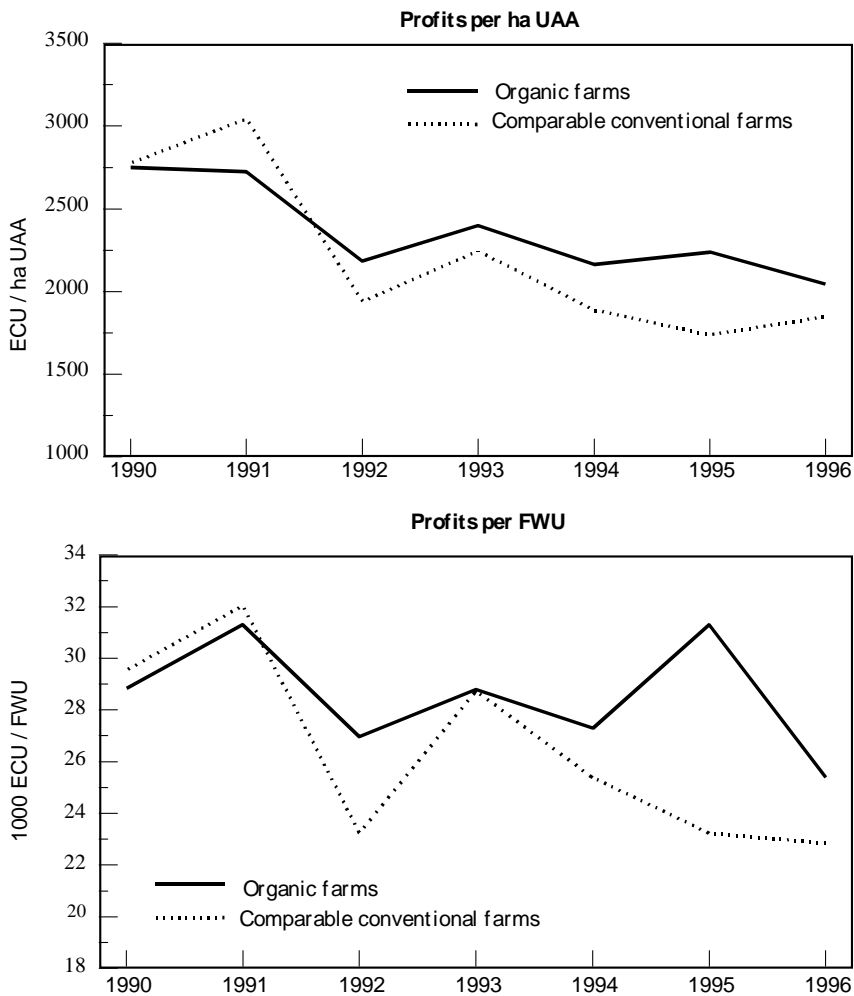 Profits per ha UAA
3500
3000
2500
2000
1500
1000
ECU / ha UAA
Organic farms
Comparable conventional farms
1990 1991 1992 1993 1994 1995 1996
Profits per FWU
34
32
30
28
26
24
22
20
18
1000 ECU / FWU
Organic farms
Comparable conventional farms
1990 1991 1992 1993 1994 1995 1996